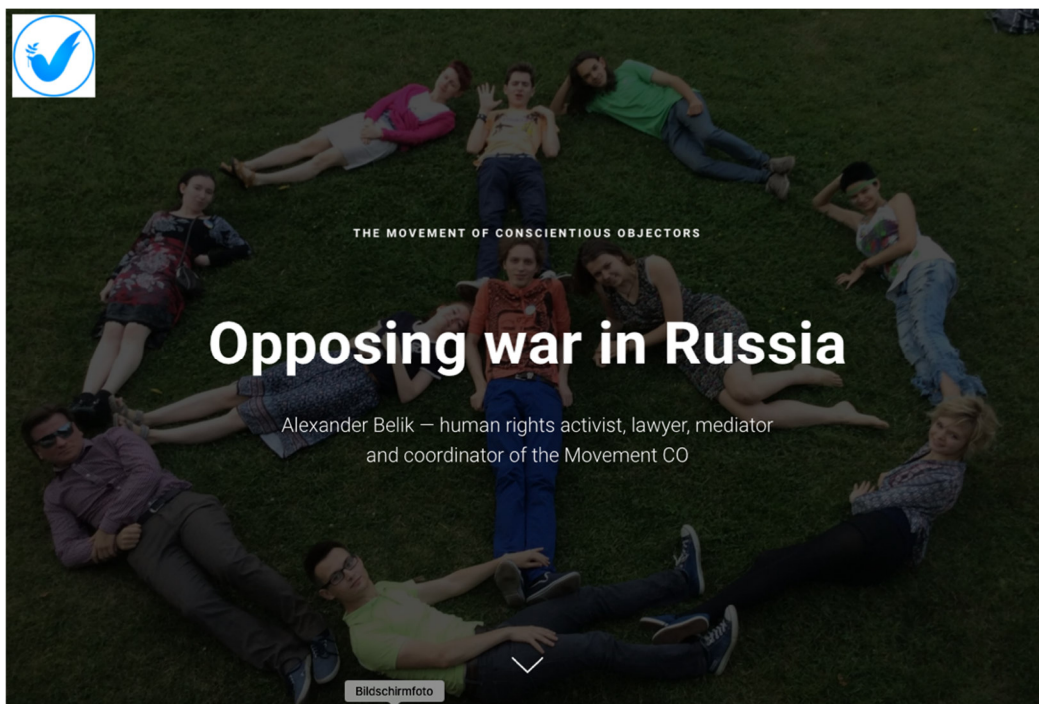 THE MOVEMENT OF CONSCIENTIOUS OBJECTORS
Opposing war in Russia
Alexander Belik — human rights activist, lawyer, mediator
and coordinator of the Movement CO
Bildschirmfoto